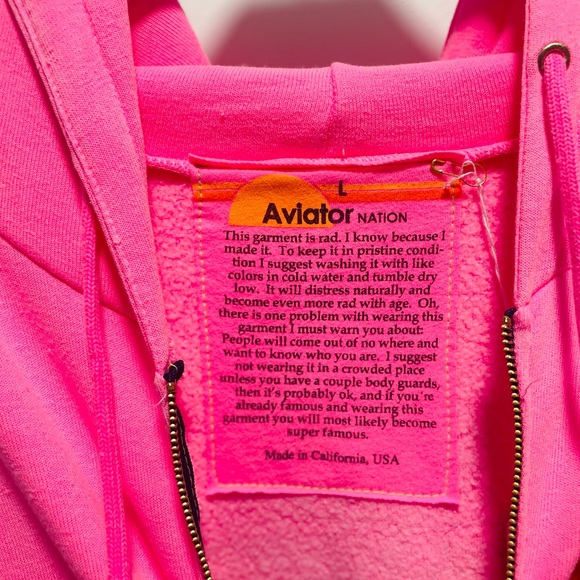 L
Aviator NATION
This garment is rad. I know because I
made it. To keep it in pristine condi-
tion I suggest washing it with like
colors in cold water and tumble dry
low. It will distress naturally and
become even more rad with age. Oh,
there is one problem with wearing this
garment I must warn you about:
People will come out of no where and
want to know who you are. I suggest
not wearing it in a crowded place
unless you have a couple body guards,
then it's probably ok, and if you're
already famous and wearing this
garment you will most likely become
super famous.
Made in California, USA